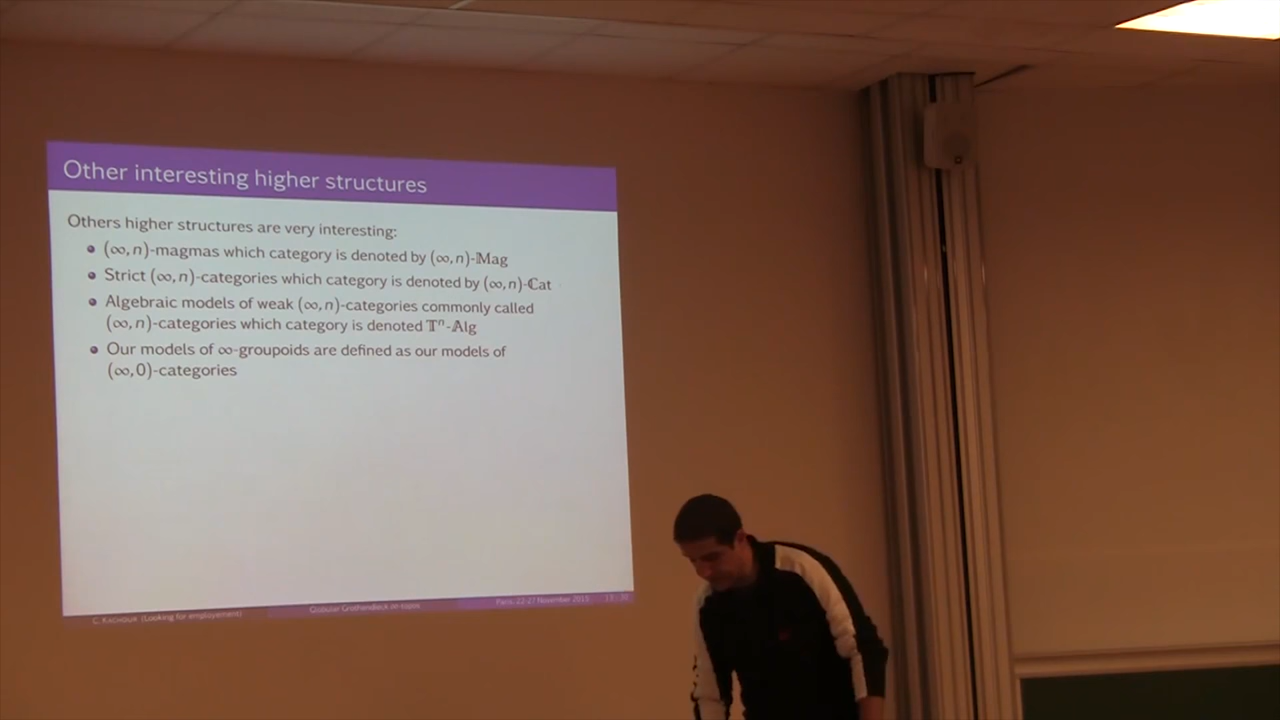 Other interesting higher structures
Others higher structures are very interesting:
(∞, n)-magmas which category is denoted by (∞, n)-𝕄ag
Strict (∞, n)-categories which category is denoted by (∞, n)-ℂat
Algebraic models of weak (∞, n)-categories commonly called
(∞, n)-categories which category is denoted 𝕋ⁿ-𝔸lg
Our models of ∞-groupoids are defined as our models of
(∞, 0)-categories
C. KACHOUR (Looking for employement)
Globular Grothendieck on topos
Paris, 22-27 November 2015